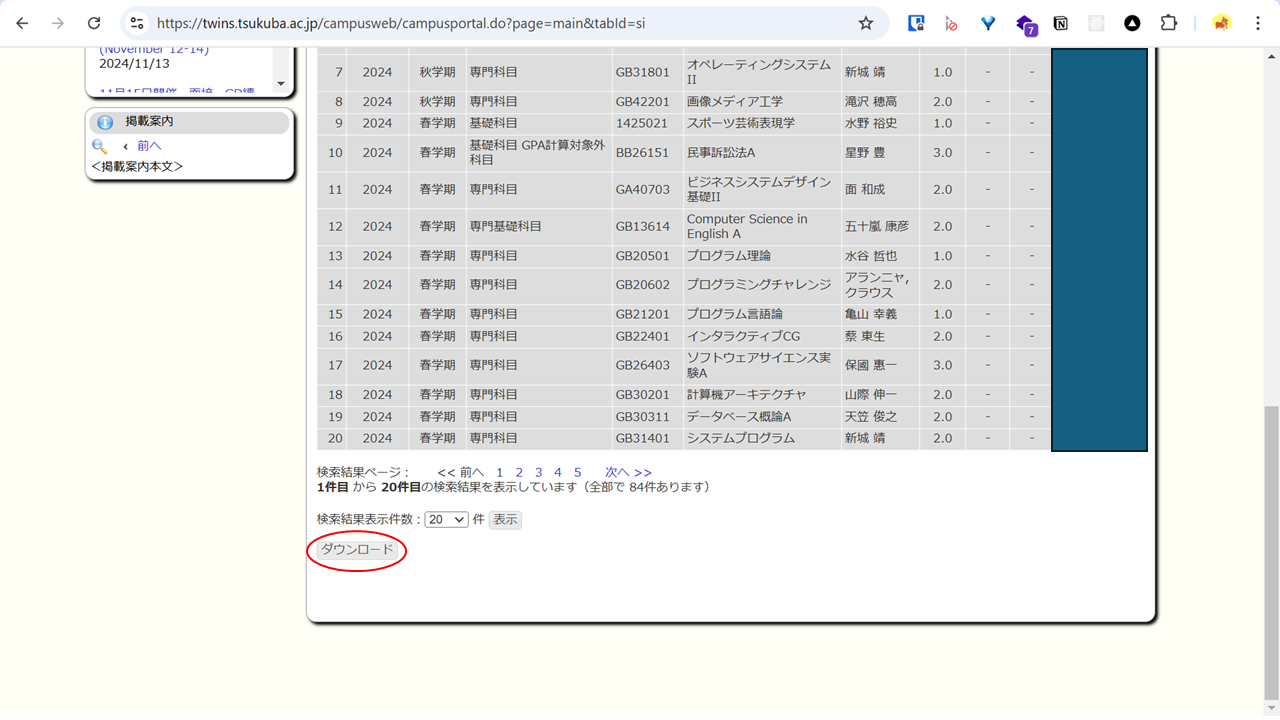 https://twins.tsukuba.ac.jp/campusweb/campusportal.do?page=main&tabId=si
7
(November 12-14)
2024/11/13
掲載案内
‹ 前へ
<掲載案内本文>
7 2024 秋学期 専門科目 GB31801 オペレーティングシステムII 新城 靖 1.0 - -
8 2024 秋学期 専門科目 GB42201 画像メディア工学 滝沢 穂高 2.0 - -
9 2024 春学期 基礎科目 1425021 スポーツ芸術表現学 水野 裕史 1.0 - -
10 2024 春学期 基礎科目 GPA計算対象外科目 BB26151 民事訴訟法A 星野 豊 3.0 - -
11 2024 春学期 専門科目 GA40703 ビジネスシステムデザイン基礎II 面 和成 2.0 - -
12 2024 春学期 専門基礎科目 GB13614 Computer Science in English A 五十嵐 康彦 2.0 - -
13 2024 春学期 専門科目 GB20501 プログラム理論 水谷 哲也 1.0 - -
14 2024 春学期 専門科目 GB20602 プログラミングチャレンジ アランニャ, クラウス 2.0 - -
15 2024 春学期 専門科目 GB21201 プログラム言語論 亀山 幸義 1.0 - -
16 2024 春学期 専門科目 GB22401 インタラクティブCG 蔡 東生 2.0 - -
17 2024 春学期 専門科目 GB26403 ソフトウェアサイエンス実験A 保國 惠一 3.0 - -
18 2024 春学期 専門科目 GB30201 計算機アーキテクチャ 山際 伸一 2.0 - -
19 2024 春学期 専門科目 GB30311 データベース概論A 天笠 俊之 2.0 - -
20 2024 春学期 専門科目 GB31401 システムプログラム 新城 靖 2.0 - -
検索結果ページ： << 前へ 1 2 3 4 5 次へ >>
1件目 から 20件目の検索結果を表示しています（全部で 84件あります）
検索結果表示件数：20 件 表示
ダウンロード